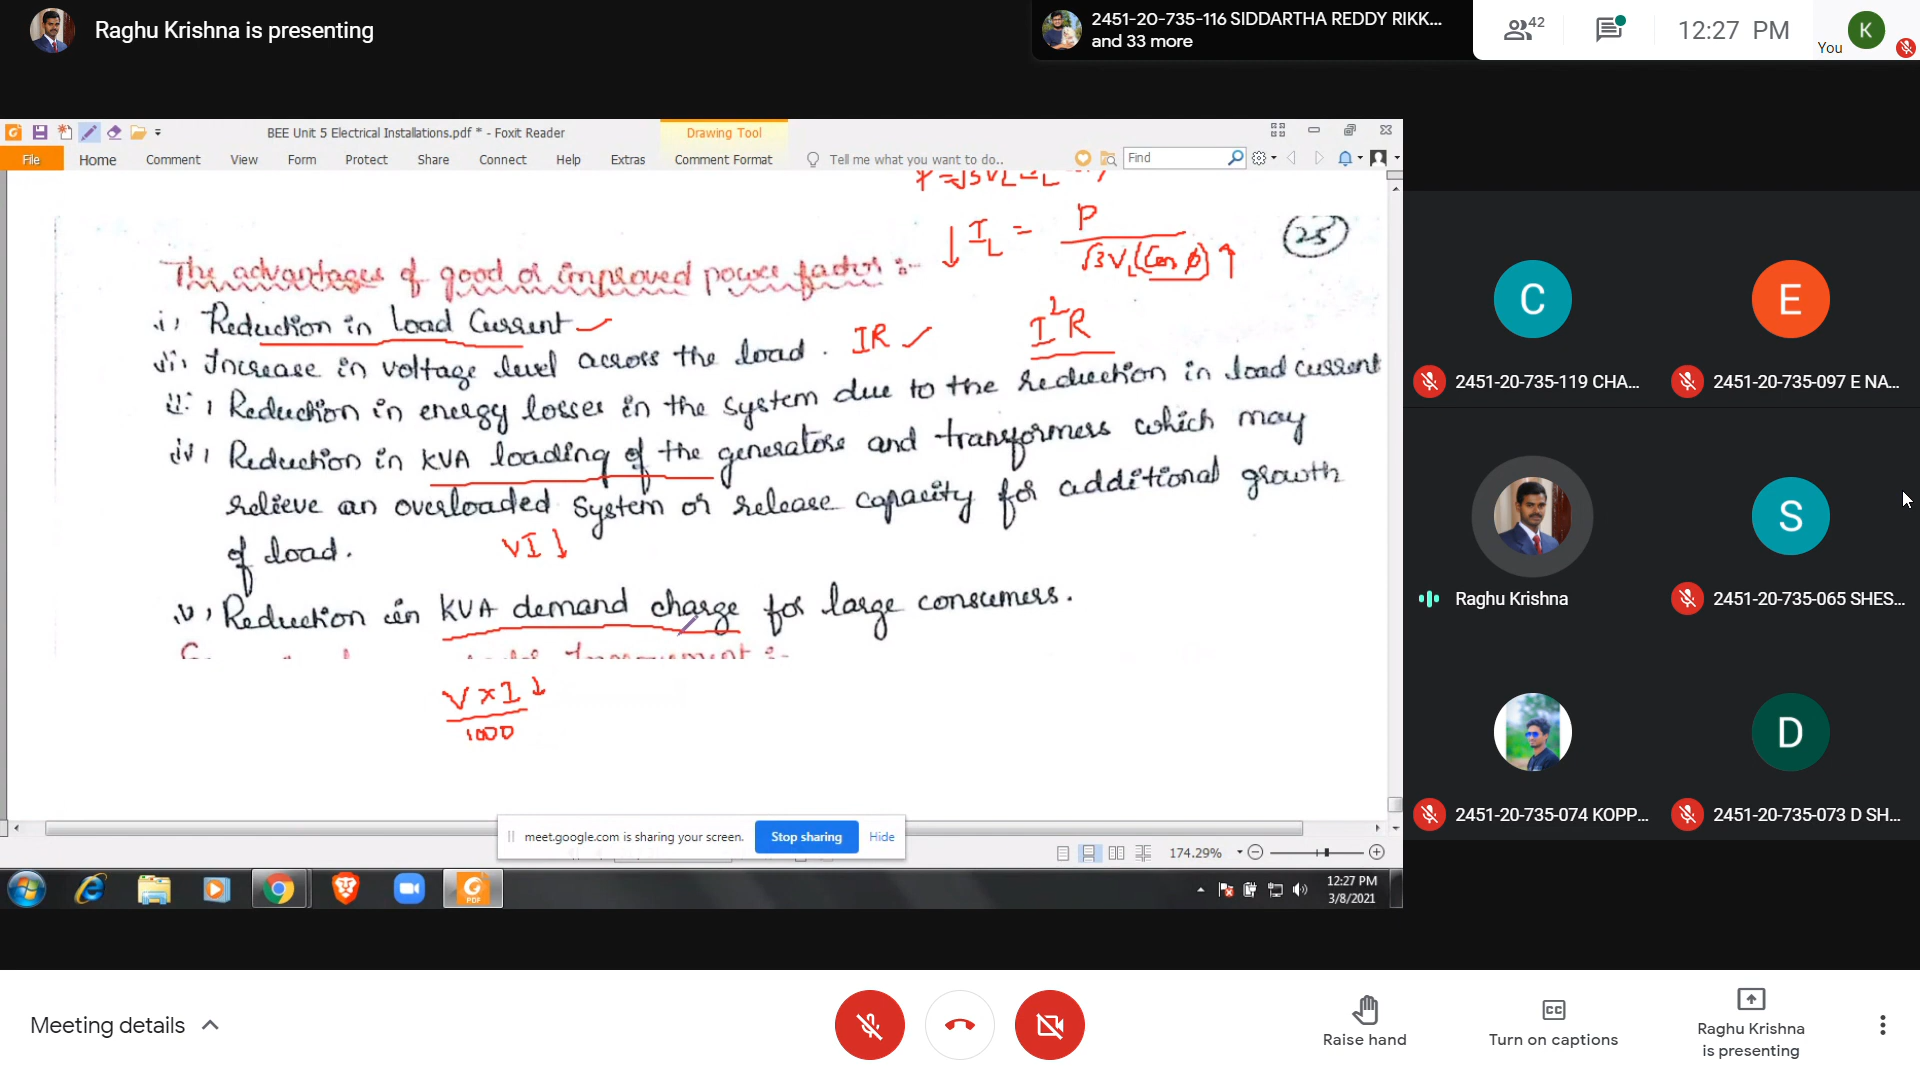 Raghu Krishna is presenting
2451-20-735-116 SIDDARTHA REDDY RIKK...
and 33 more
42
12:27 PM
You
K
BEE Unit 5 Electrical Installations.pdf * - Foxit Reader
Drawing Tool
File Home Comment View Form Protect Share Connect Help Extras Comment Format Tell me what you want to do.. Find
↓ I_L = P / √3 V_L (Cos φ) ↑
25
The advantages of good or improved power factor :-
i, Reduction in Load Current
ii, Increase in voltage level across the load. IR I²R
iii, Reduction in energy losses in the system due to the reduction in load current
iv, Reduction in KVA loading of the generators and transformers which may
relieve an overloaded System or release capacity for additional growth
of load.
VI ↓
v, Reduction in KVA demand charge for large consumers.
V x I ↓
1000
meet.google.com is sharing your screen. Stop sharing Hide
174.29%
PDF
12:27 PM
3/8/2021
C
2451-20-735-119 CHA...
E
2451-20-735-097 E NA...
Raghu Krishna
S
2451-20-735-065 SHES...
2451-20-735-074 KOPP...
D
2451-20-735-073 D SH...
Meeting details
Raise hand
CC
Turn on captions
Raghu Krishna
is presenting